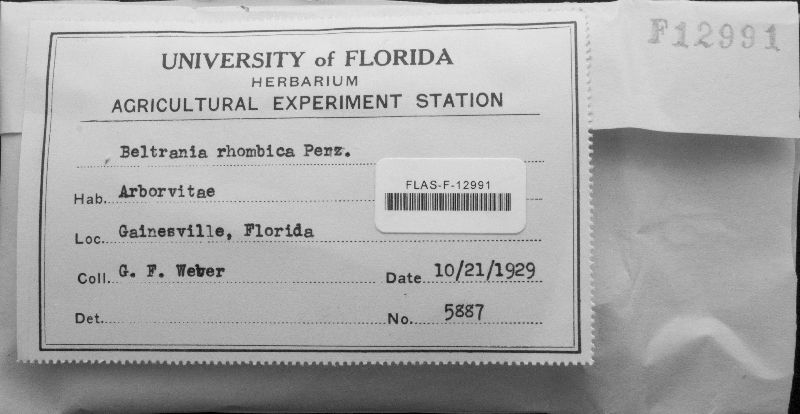 F12991
UNIVERSITY of FLORIDA
HERBARIUM
AGRICULTURAL EXPERIMENT STATION
Beltrania rhombica Penz.
FLAS-F-12991
Hab. Arborvitae
Loc. Gainesville, Florida
Coll. G. F. Weber Date 10/21/1929
Det. No. 5887